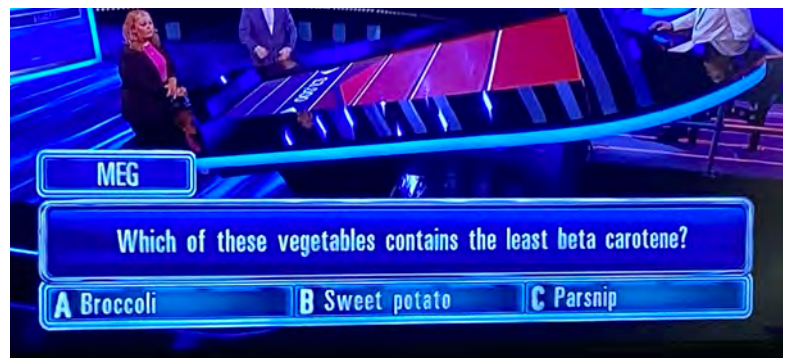 MEG
Which of these vegetables contains the least beta carotene?
A Broccoli
B Sweet potato
C Parsnip